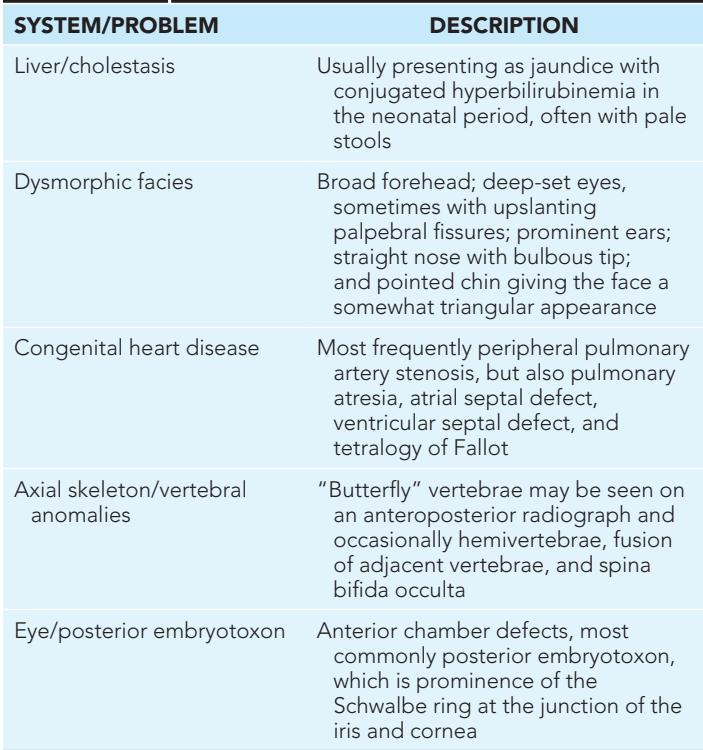 SYSTEM/PROBLEM DESCRIPTION
Liver/cholestasis Usually presenting as jaundice with
conjugated hyperbilirubinemia in
the neonatal period, often with pale
stools
Dysmorphic facies Broad forehead; deep-set eyes,
sometimes with upslanting
palpebral fissures; prominent ears;
straight nose with bulbous tip;
and pointed chin giving the face a
somewhat triangular appearance
Congenital heart disease Most frequently peripheral pulmonary
artery stenosis, but also pulmonary
atresia, atrial septal defect,
ventricular septal defect, and
tetralogy of Fallot
Axial skeleton/vertebral “Butterfly” vertebrae may be seen on
anomalies an anteroposterior radiograph and
occasionally hemivertebrae, fusion
of adjacent vertebrae, and spina
bifida occulta
Eye/posterior embryotoxon Anterior chamber defects, most
commonly posterior embryotoxon,
which is prominence of the
Schwalbe ring at the junction of the
iris and cornea